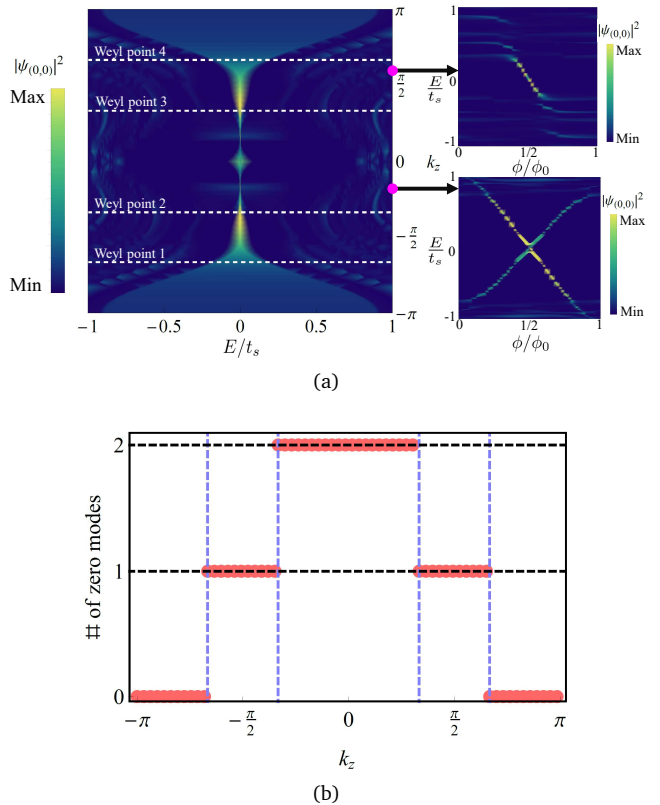 |ψ(0,0)|²
Max
Min
Weyl point 4
Weyl point 3
Weyl point 2
Weyl point 1
π
π/2
0 k_z
−π/2
−π
−1 −0.5 0 0.5 1
E/t_s
1
E/t_s
0
-1
0 1/2 1
ϕ/ϕ₀
|ψ(0,0)|²
Max
Min
1
E/t_s
0
-1
0 1/2 1
ϕ/ϕ₀
|ψ(0,0)|²
Max
Min
(a)
# of zero modes
2
1
0
−π −π/2 0 π/2 π
k_z
(b)